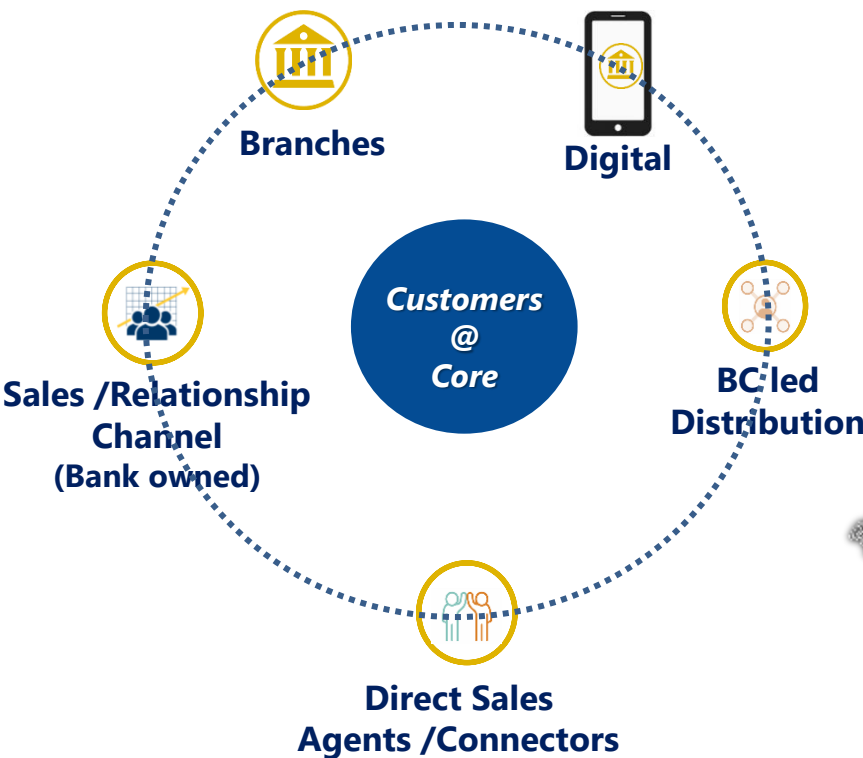 Branches
Digital
Customers
@
Core
Sales /Relationship
Channel
(Bank owned)
BC led
Distribution
Direct Sales
Agents /Connectors